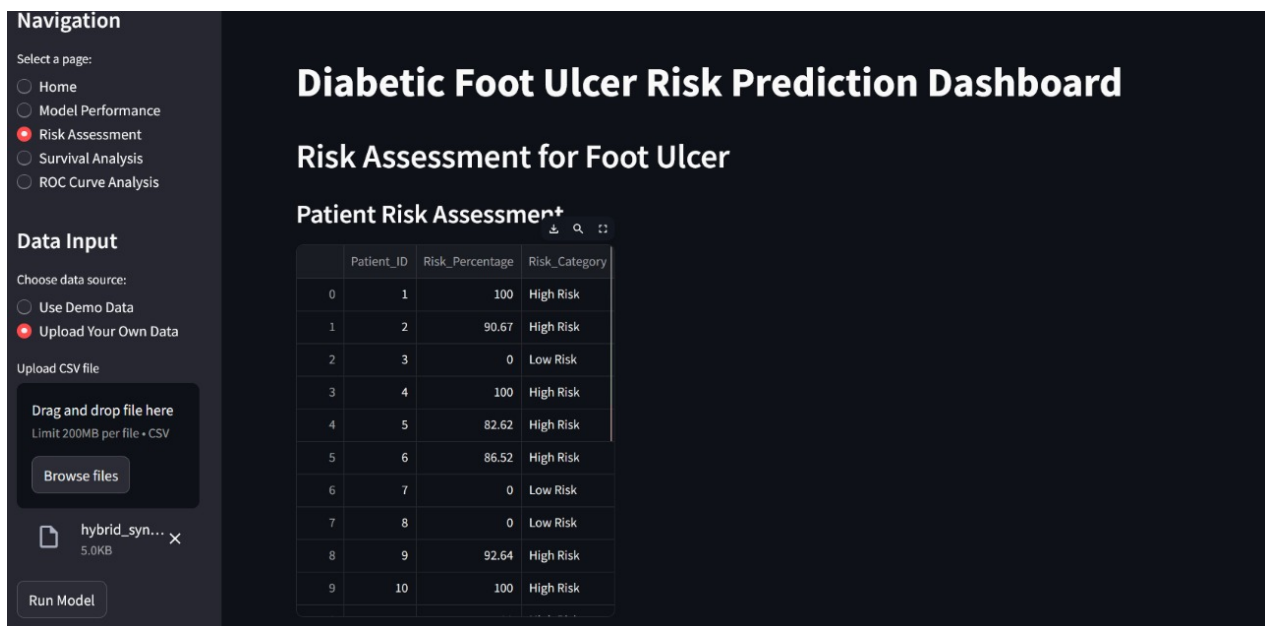 Navigation
Select a page:
Home
Model Performance
Risk Assessment
Survival Analysis
ROC Curve Analysis
Data Input
Choose data source:
Use Demo Data
Upload Your Own Data
Upload CSV file
Drag and drop file here
Limit 200MB per file • CSV
Browse files
hybrid_syn...
5.0KB
Run Model
Diabetic Foot Ulcer Risk Prediction Dashboard
Risk Assessment for Foot Ulcer
Patient Risk Assessment
Patient_ID Risk_Percentage Risk_Category
0 1 100 High Risk
1 2 90.67 High Risk
2 3 0 Low Risk
3 4 100 High Risk
4 5 82.62 High Risk
5 6 86.52 High Risk
6 7 0 Low Risk
7 8 0 Low Risk
8 9 92.64 High Risk
9 10 100 High Risk